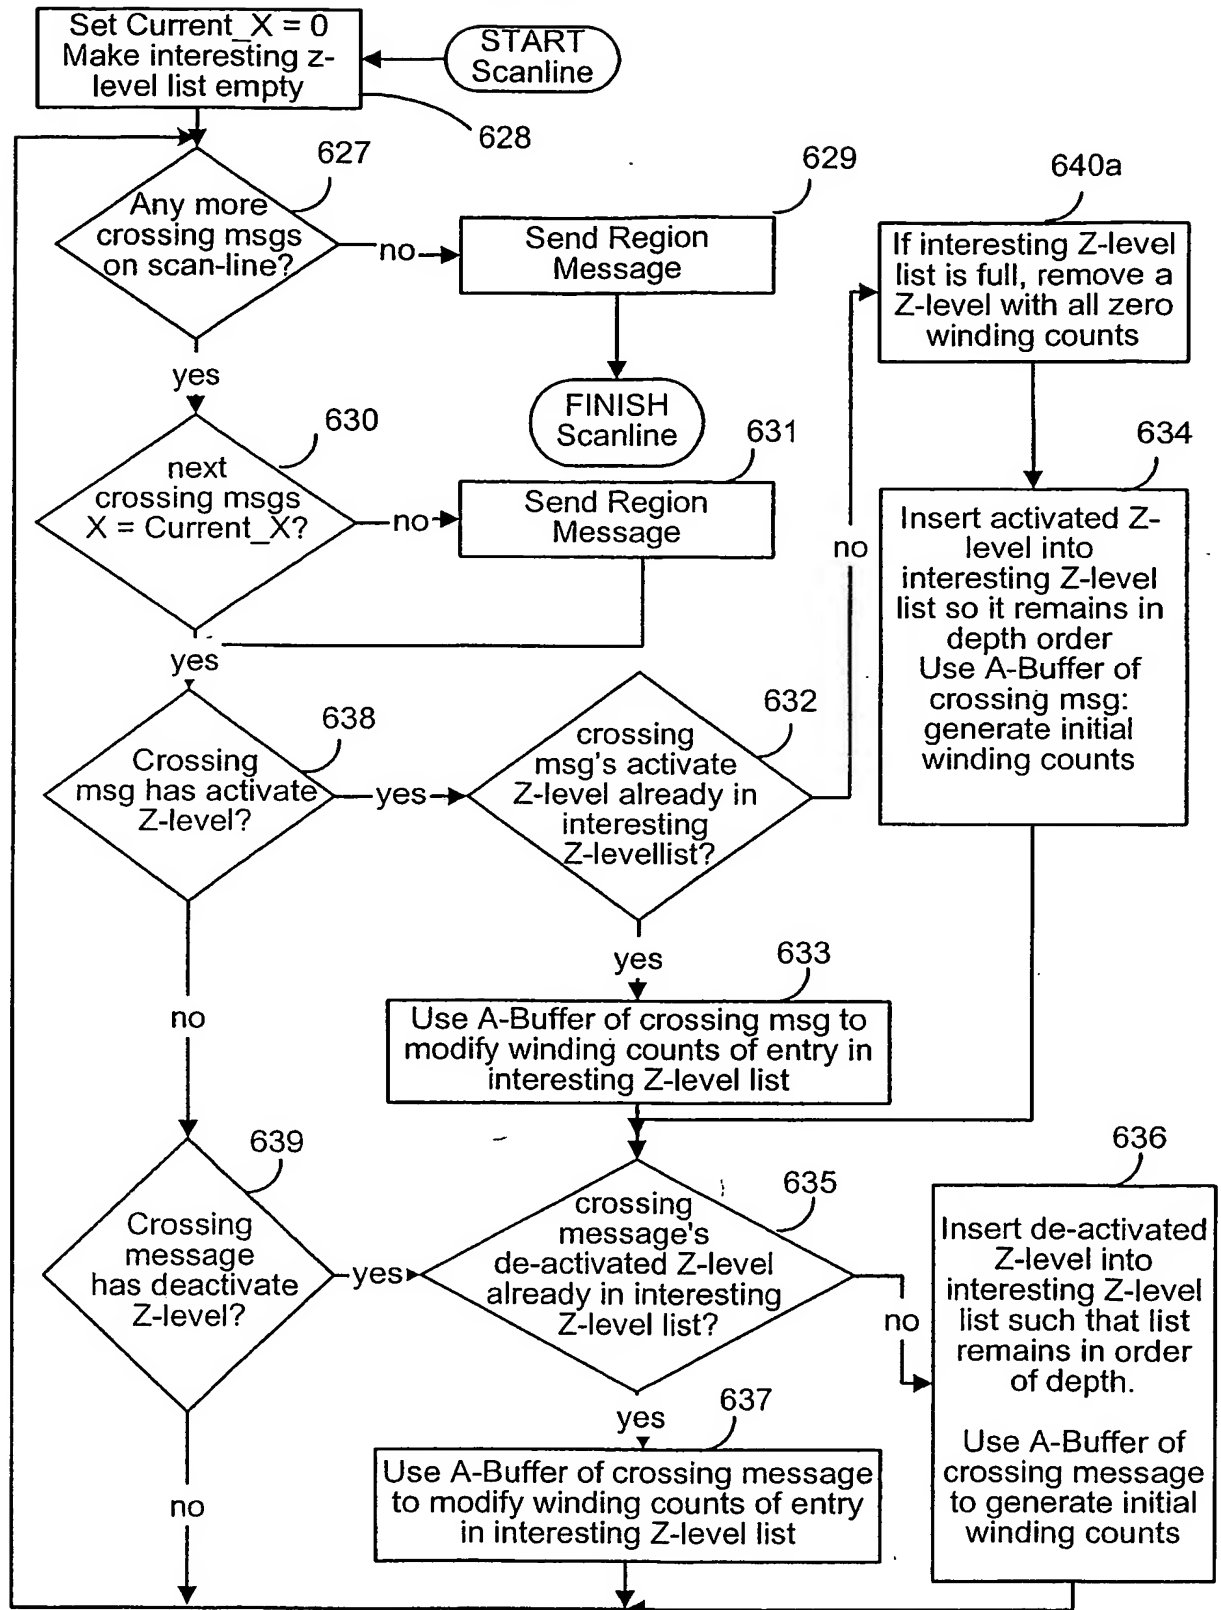 Set Current_X = 0
Make interesting z-
level list empty
START
Scanline
628
627
Any more
crossing msgs
on scan-line?
no
629
Send Region
Message
640a
If interesting Z-level
list is full, remove a
Z-level with all zero
winding counts
yes
FINISH
Scanline
630
next
crossing msgs
X = Current_X?
no
631
Send Region
Message
no
634
Insert activated Z-
level into
interesting Z-level
list so it remains in
depth order
Use A-Buffer of
crossing msg:
generate initial
winding counts
yes
638
Crossing
msg has activate
Z-level?
yes
632
crossing
msg's activate
Z-level already in
interesting
Z-levellist?
yes
633
Use A-Buffer of crossing msg to
modify winding counts of entry in
interesting Z-level list
no
639
Crossing
message
has deactivate
Z-level?
yes
635
crossing
message's
de-activated Z-level
already in interesting
Z-level list?
no
636
Insert de-activated
Z-level into
interesting Z-level
list such that list
remains in order
of depth.
Use A-Buffer of
crossing message
to generate initial
winding counts
yes
637
Use A-Buffer of crossing message
to modify winding counts of entry
in interesting Z-level list
no